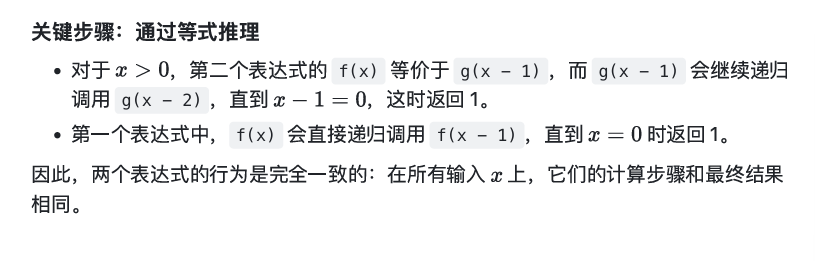 关键步骤：通过等式推理
• 对于 x > 0，第二个表达式的 f(x) 等价于 g(x - 1)，而 g(x - 1) 会继续递归
调用 g(x - 2)，直到 x − 1 = 0，这时返回 1。
• 第一个表达式中，f(x) 会直接递归调用 f(x - 1)，直到 x = 0 时返回 1。
因此，两个表达式的行为是完全一致的：在所有输入 x 上，它们的计算步骤和最终结果
相同。